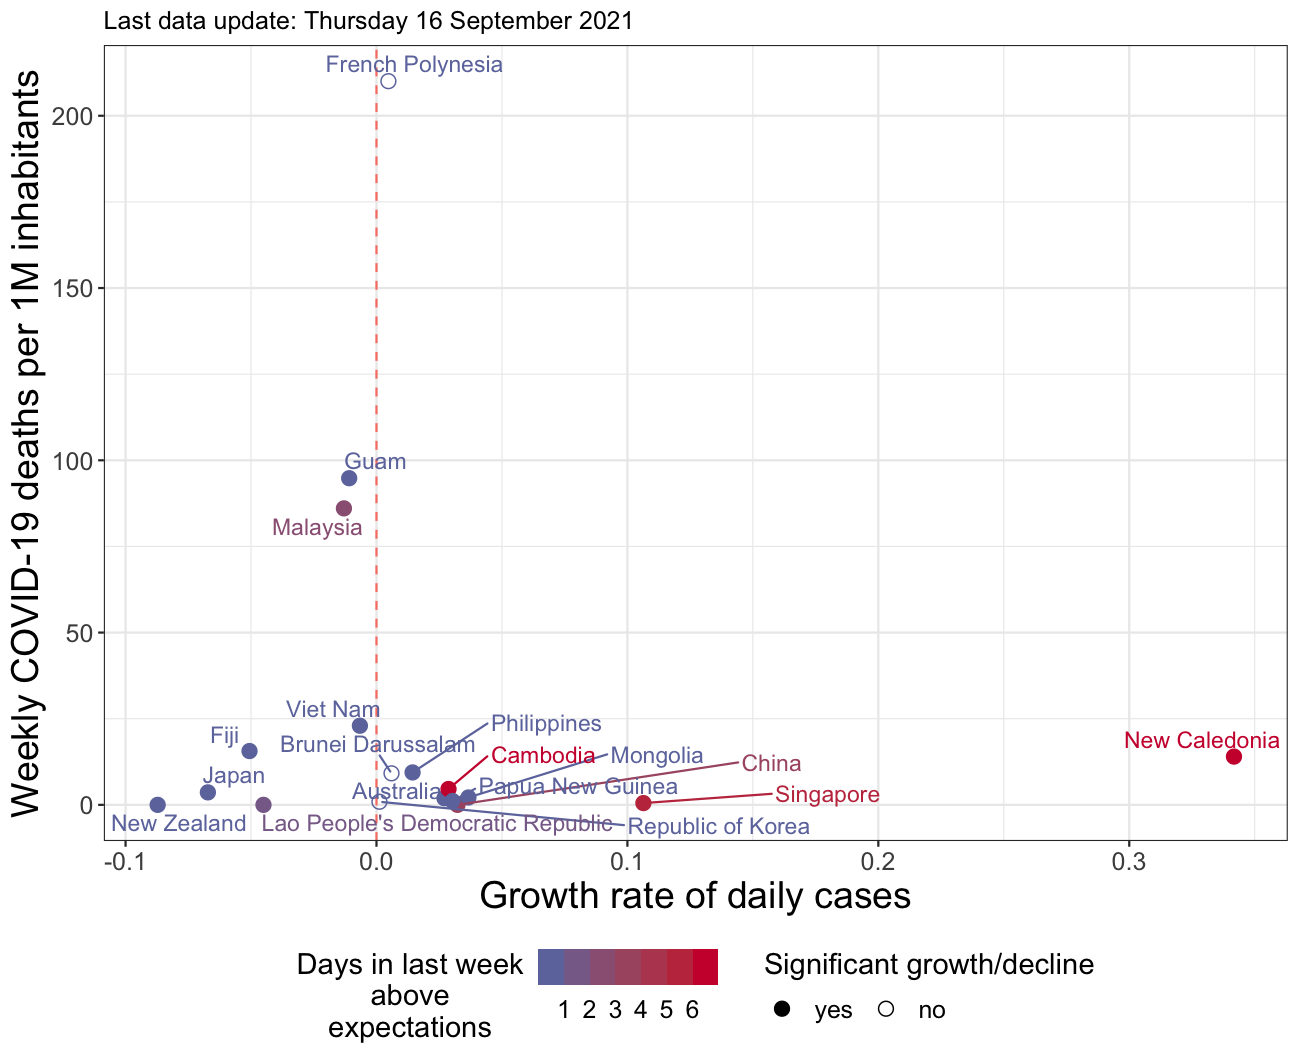 Last data update: Thursday 16 September 2021
Weekly COVID-19 deaths per 1M inhabitants
200
150
100
50
0
French Polynesia
Guam
Malaysia
Viet Nam
Philippines
Fiji
Brunei Darussalam
New Caledonia
Cambodia
Mongolia
China
Japan
Australia
Papua New Guinea
Singapore
New Zealand
Lao People's Democratic Republic
Republic of Korea
-0.1
0.0
0.1
0.2
0.3
Growth rate of daily cases
Days in last week
above
expectations
1 2 3 4 5 6
Significant growth/decline
yes
no